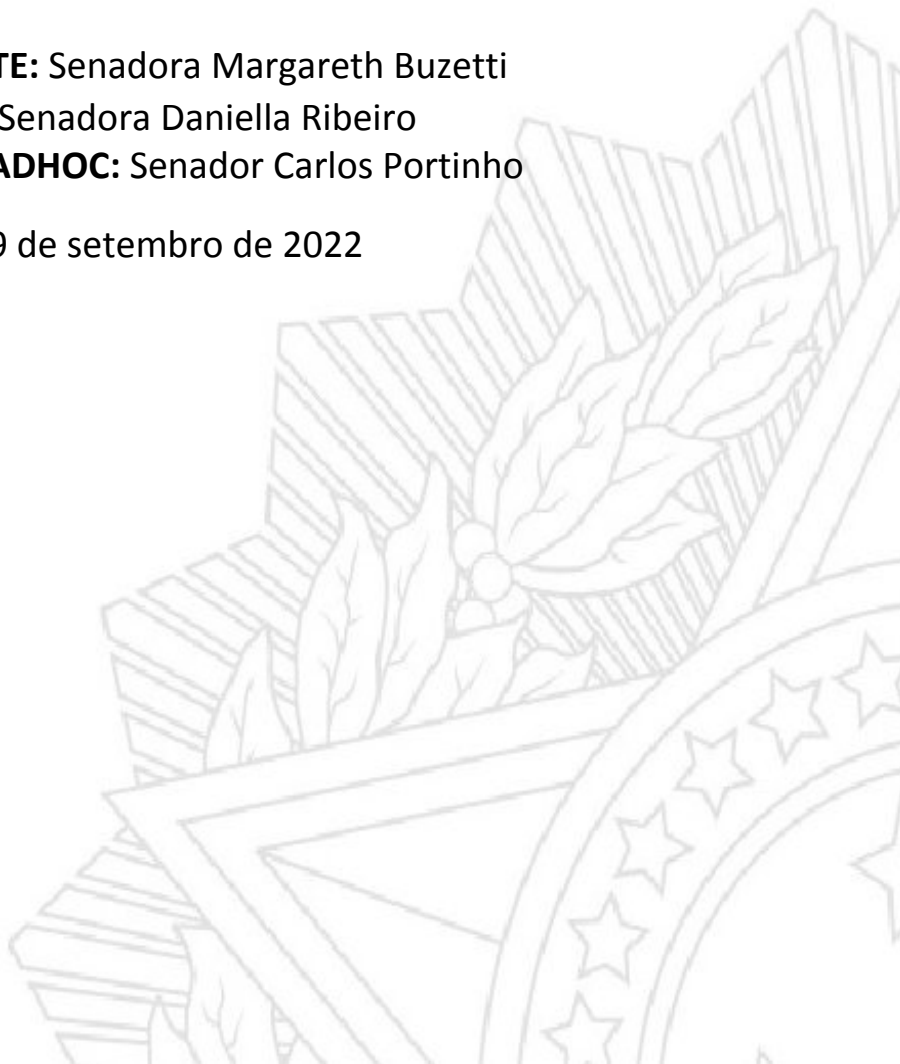 TE: Senadora Margareth Buzetti
Senadora Daniella Ribeiro
ADHOC: Senador Carlos Portinho
9 de setembro de 2022